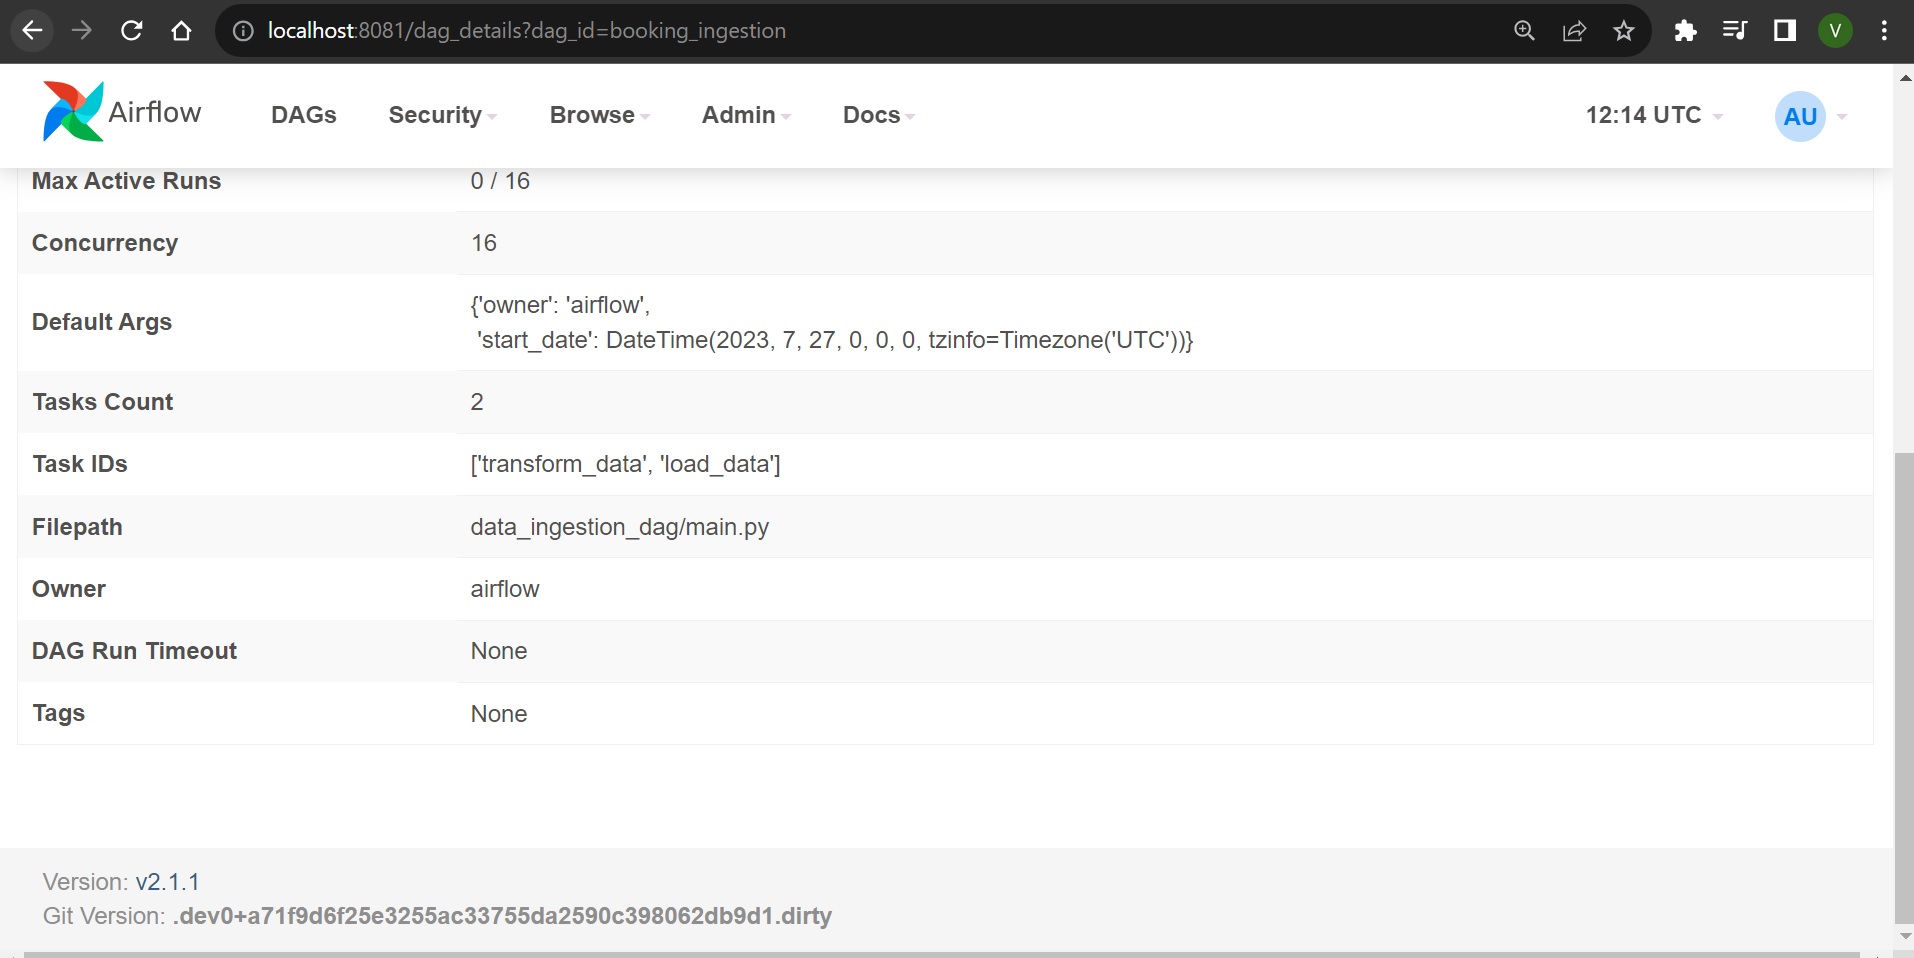 localhost:8081/dag_details?dag_id=booking_ingestion
V
Airflow DAGs Security Browse Admin Docs 12:14 UTC AU
Max Active Runs 0 / 16
Concurrency 16
Default Args {'owner': 'airflow',
'start_date': DateTime(2023, 7, 27, 0, 0, 0, tzinfo=Timezone('UTC'))}
Tasks Count 2
Task IDs ['transform_data', 'load_data']
Filepath data_ingestion_dag/main.py
Owner airflow
DAG Run Timeout None
Tags None
Version: v2.1.1
Git Version: .dev0+a71f9d6f25e3255ac33755da2590c398062db9d1.dirty